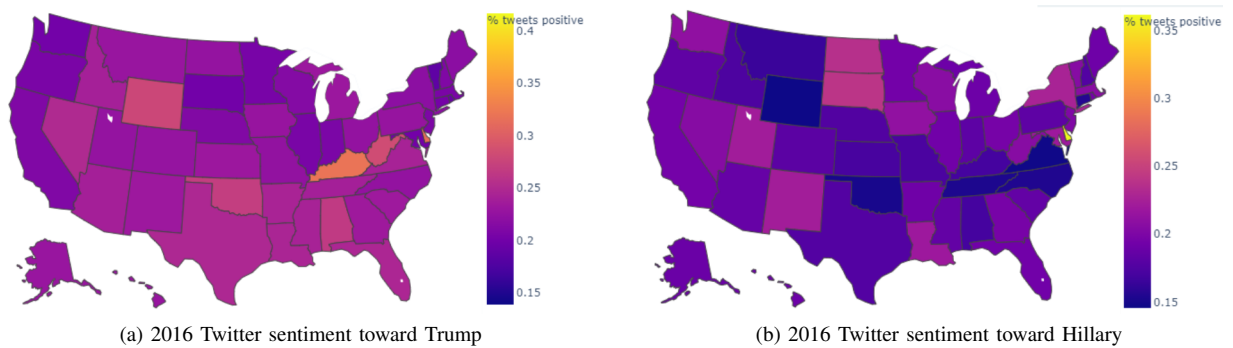 % tweets positive
0.4
0.35
0.3
0.25
0.2
0.15
(a) 2016 Twitter sentiment toward Trump
% tweets positive
0.35
0.3
0.25
0.2
0.15
(b) 2016 Twitter sentiment toward Hillary